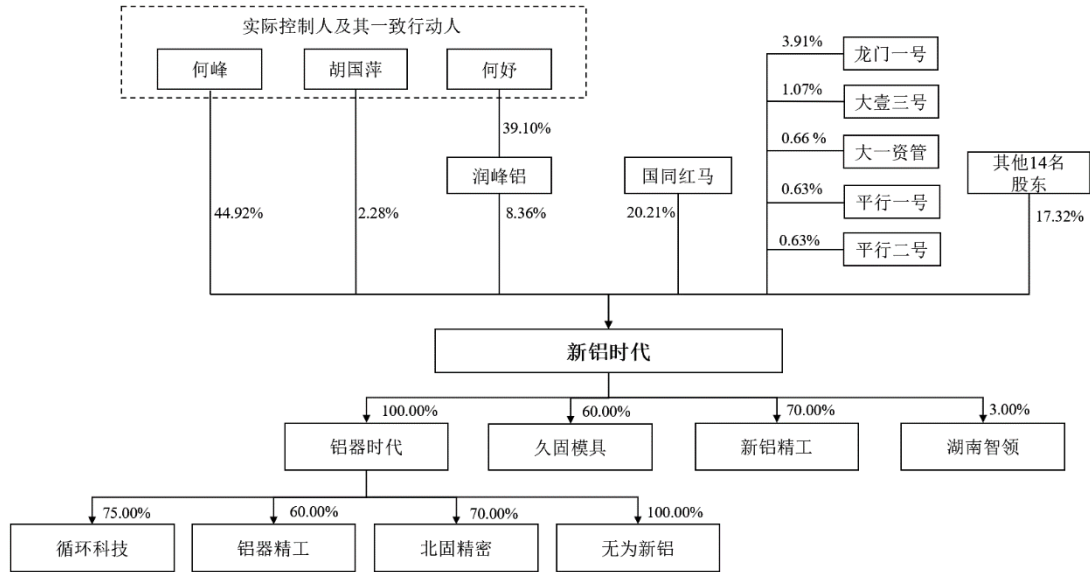 实际控制人及其一致行动人
何峰
胡国萍
何妤
39.10%
润峰铝
国同红马
44.92%
2.28%
8.36%
20.21%
3.91%
龙门一号
1.07%
大壹三号
0.66 %
大一资管
0.63%
平行一号
0.63%
平行二号
其他14名
股东
17.32%
新铝时代
100.00%
60.00%
70.00%
3.00%
铝器时代
久固模具
新铝精工
湖南智领
75.00%
60.00%
70.00%
100.00%
循环科技
铝器精工
北固精密
无为新铝